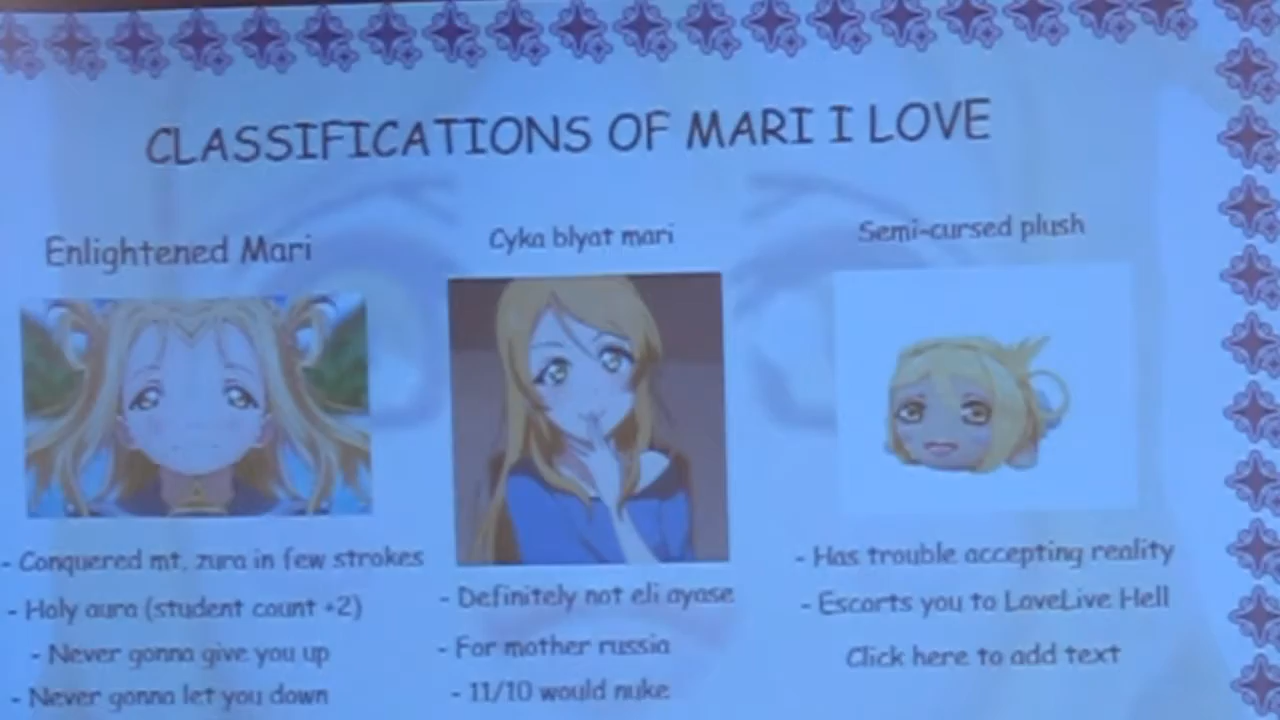 CLASSIFICATIONS OF MARI I LOVE
Enlightened Mari
- Conquered mt. zura in few strokes
- Holy aura (student count +2)
- Never gonna give you up
- Never gonna let you down
Cyka blyat mari
- Definitely not eli ayase
- For mother russia
- 11/10 would nuke
Semi-cursed plush
- Has trouble accepting reality
- Escorts you to LoveLive Hell
Click here to add text